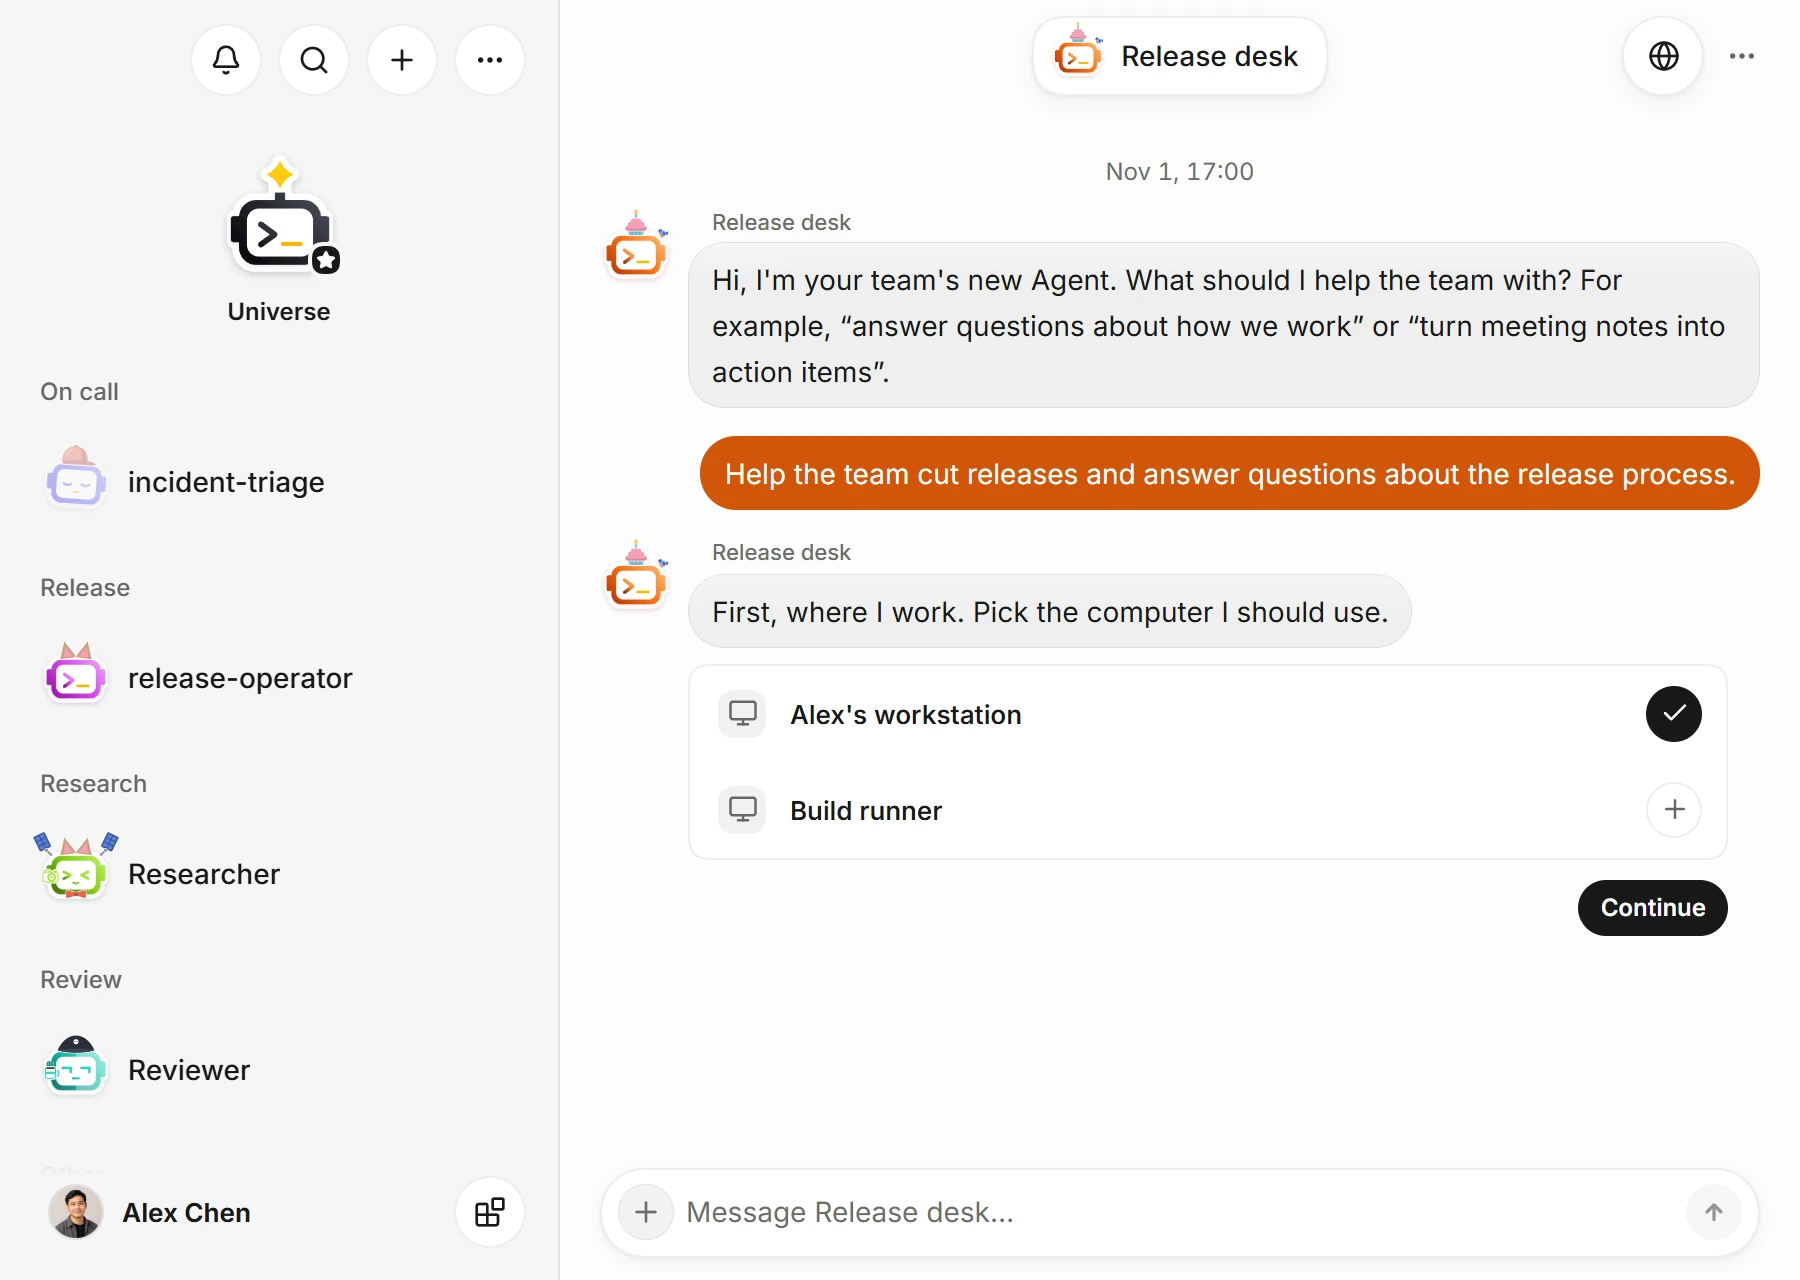 Universe
On call
incident-triage
Release
release-operator
Research
Researcher
Review
Reviewer
Alex Chen
Release desk
Nov 1, 17:00
Release desk
Hi, I'm your team's new Agent. What should I help the team with? For
example, “answer questions about how we work” or “turn meeting notes into
action items”.
Help the team cut releases and answer questions about the release process.
Release desk
First, where I work. Pick the computer I should use.
Alex's workstation
Build runner
Continue
Message Release desk...